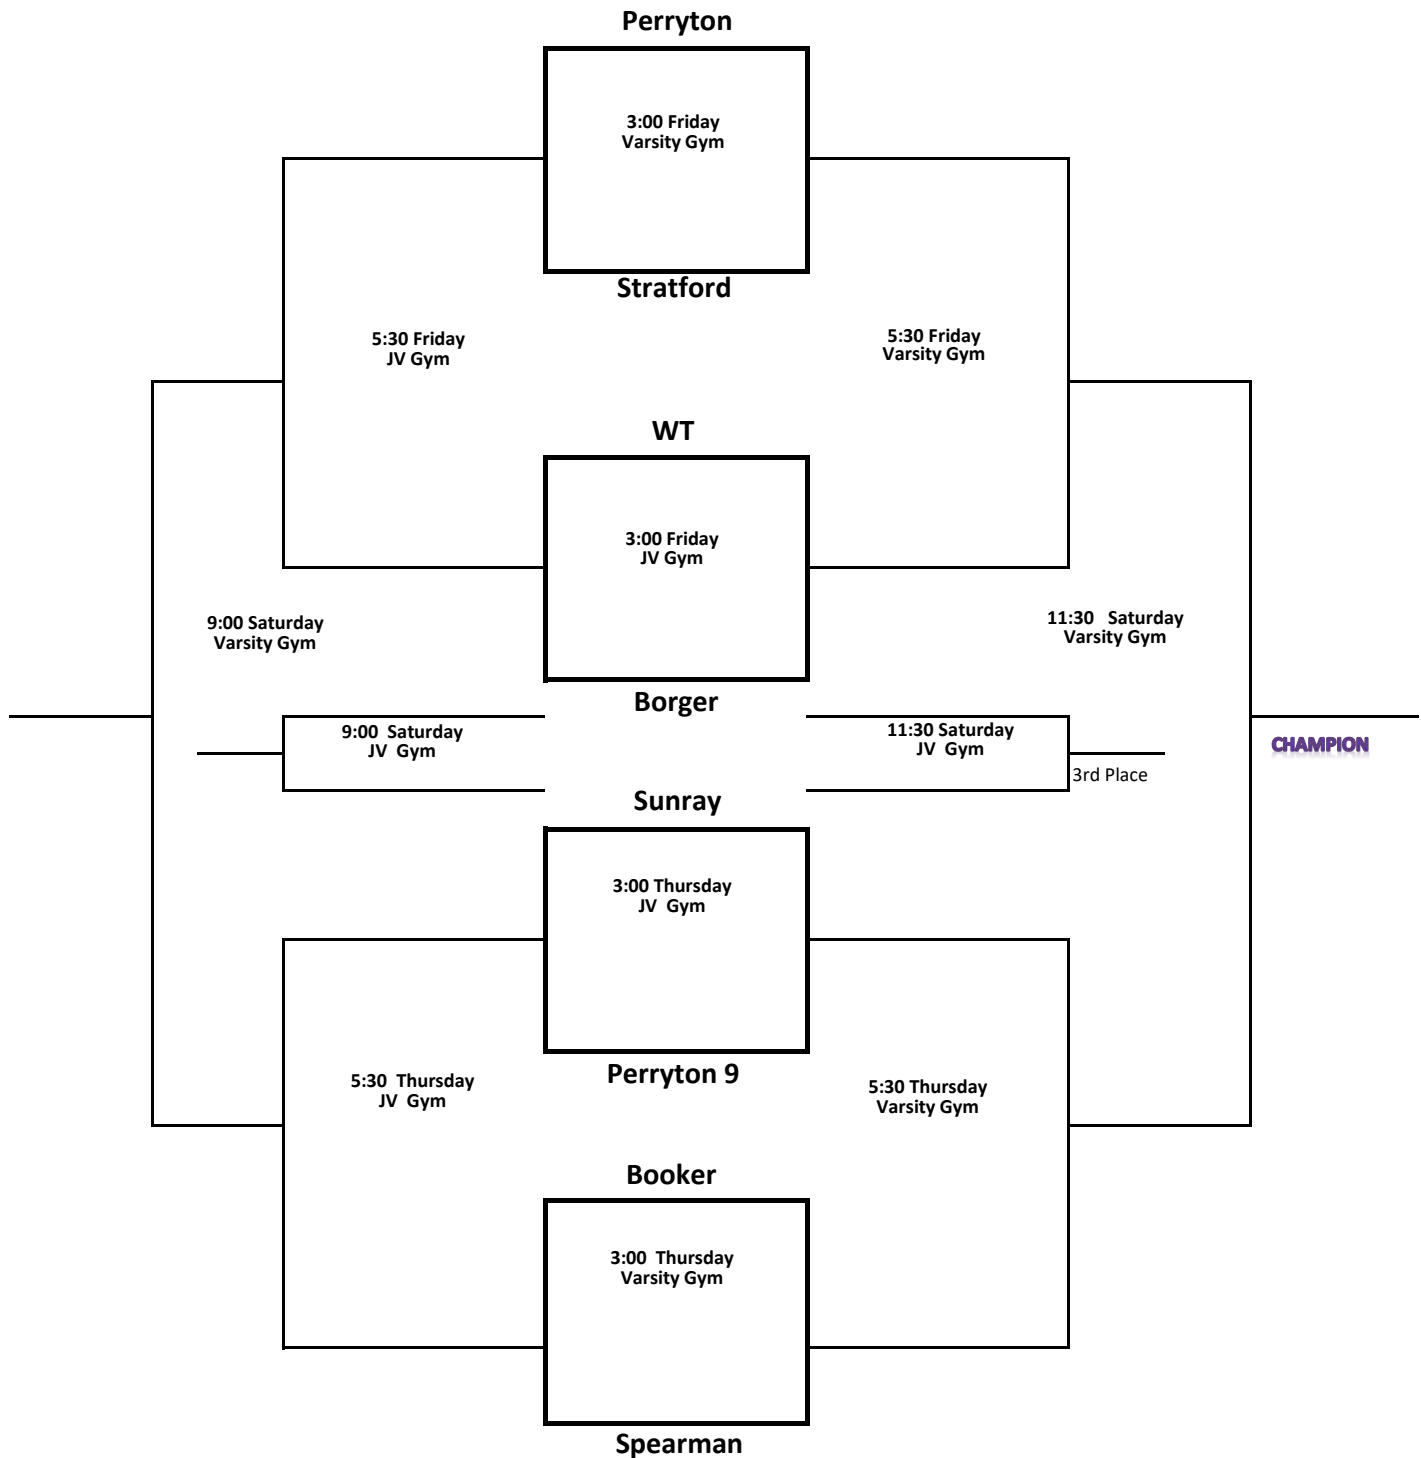 Perryton
3:00 Friday
Varsity Gym
Stratford
5:30 Friday
JV Gym
5:30 Friday
Varsity Gym
WT
3:00 Friday
JV Gym
9:00 Saturday
Varsity Gym
11:30 Saturday
Varsity Gym
Borger
9:00 Saturday
JV Gym
11:30 Saturday
JV Gym
CHAMPION
3rd Place
Sunray
3:00 Thursday
JV Gym
Perryton 9
5:30 Thursday
JV Gym
5:30 Thursday
Varsity Gym
Booker
3:00 Thursday
Varsity Gym
Spearman